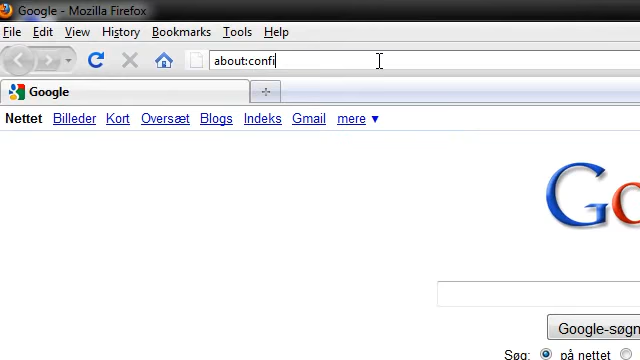 Google - Mozilla Firefox
File Edit View History Bookmarks Tools Help
about:confi
Google
Nettet Billeder Kort Oversæt Blogs Indeks Gmail mere ▼
Go
Google-søgn
Søg: på nettet